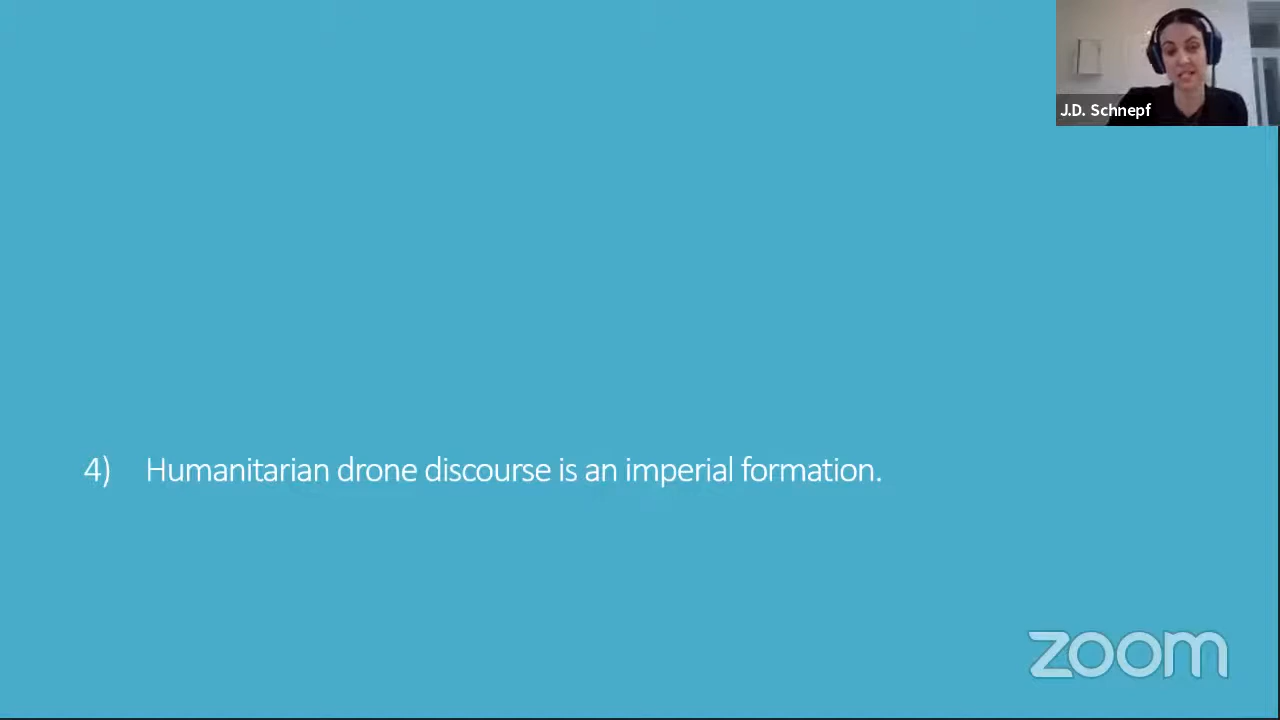 J.D. Schnepf
4) Humanitarian drone discourse is an imperial formation.
zoom